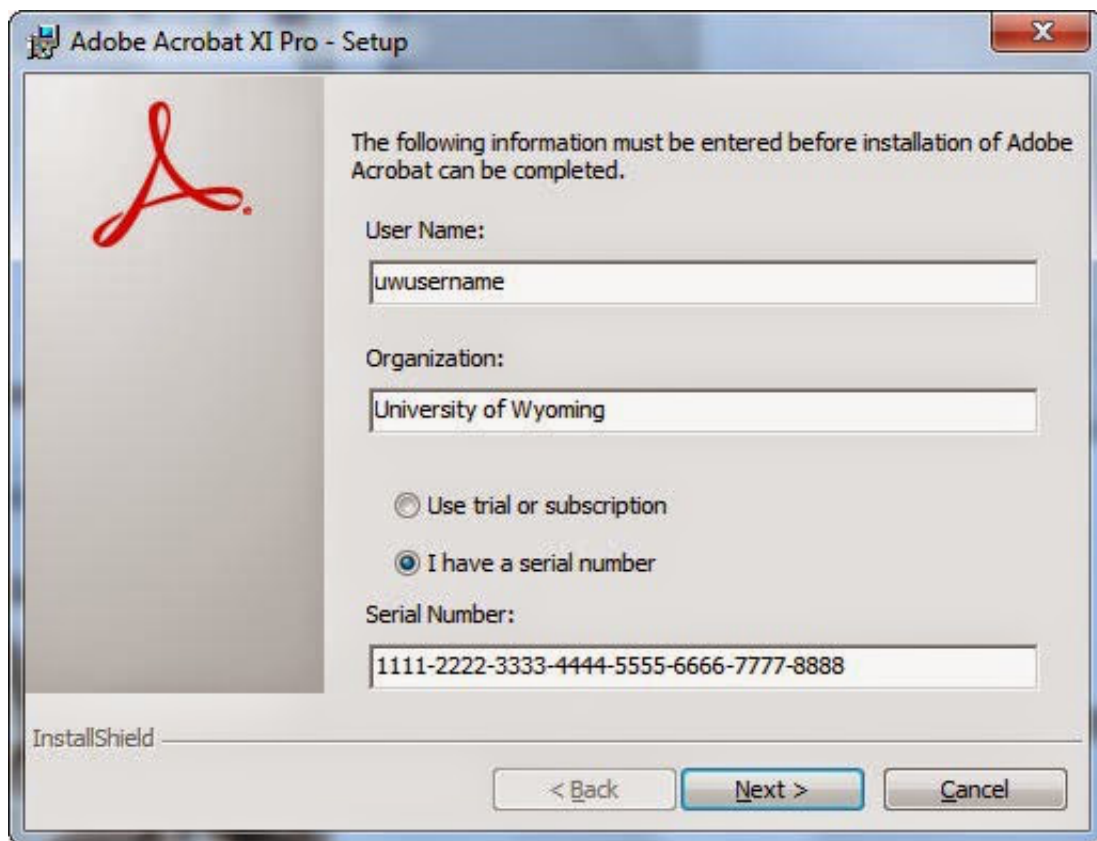 Adobe Acrobat XI Pro - Setup
The following information must be entered before installation of Adobe
Acrobat can be completed.
User Name:
uwusername
Organization:
University of Wyoming
Use trial or subscription
I have a serial number
Serial Number:
1111-2222-3333-4444-5555-6666-7777-8888
InstallShield
< Back Next > Cancel